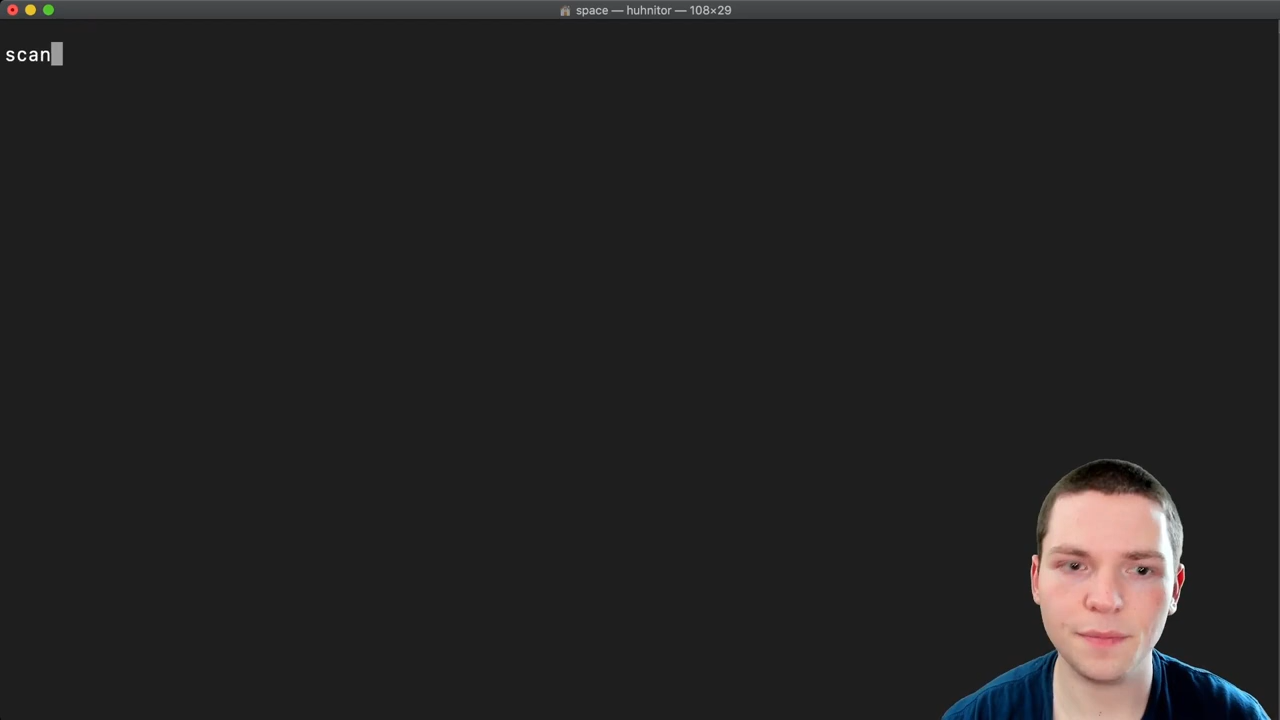 space — huhnitor — 108×29
scan